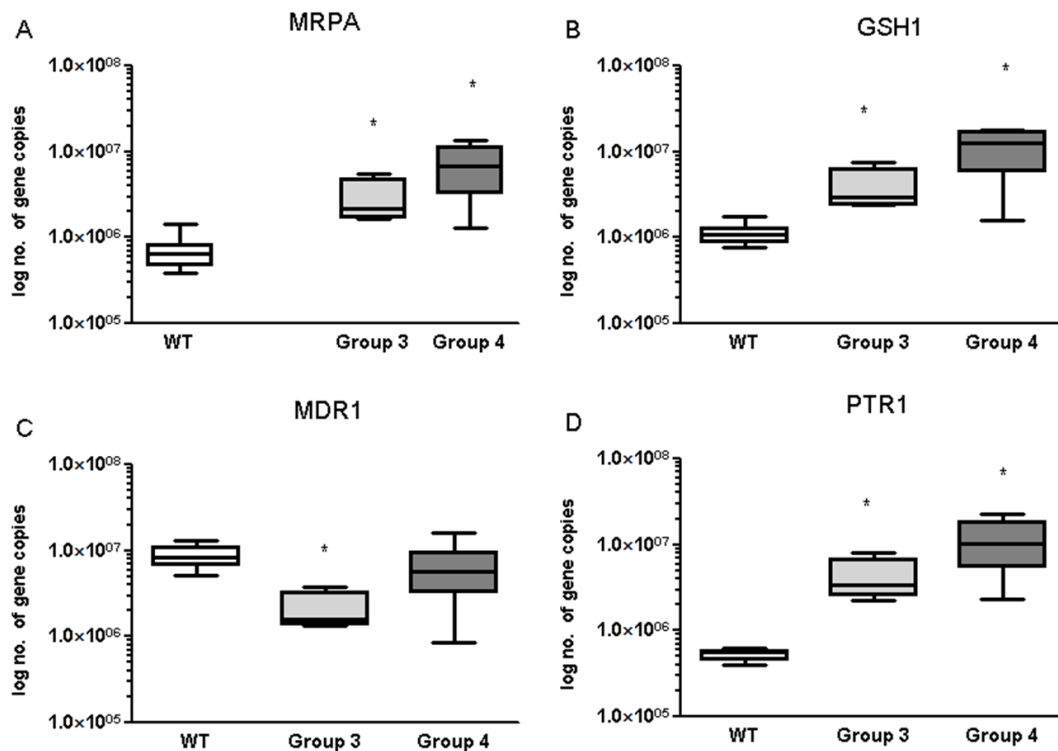 A
MRPA
log no. of gene copies
1.0×10⁰⁸
1.0×10⁰⁷
1.0×10⁰⁶
1.0×10⁰⁵
*
*
WT
Group 3
Group 4
B
GSH1
log no. of gene copies
1.0×10⁰⁸
1.0×10⁰⁷
1.0×10⁰⁶
1.0×10⁰⁵
*
*
WT
Group 3
Group 4
C
MDR1
log no. of gene copies
1.0×10⁰⁸
1.0×10⁰⁷
1.0×10⁰⁶
1.0×10⁰⁵
*
WT
Group 3
Group 4
D
PTR1
log no. of gene copies
1.0×10⁰⁸
1.0×10⁰⁷
1.0×10⁰⁶
1.0×10⁰⁵
*
*
WT
Group 3
Group 4